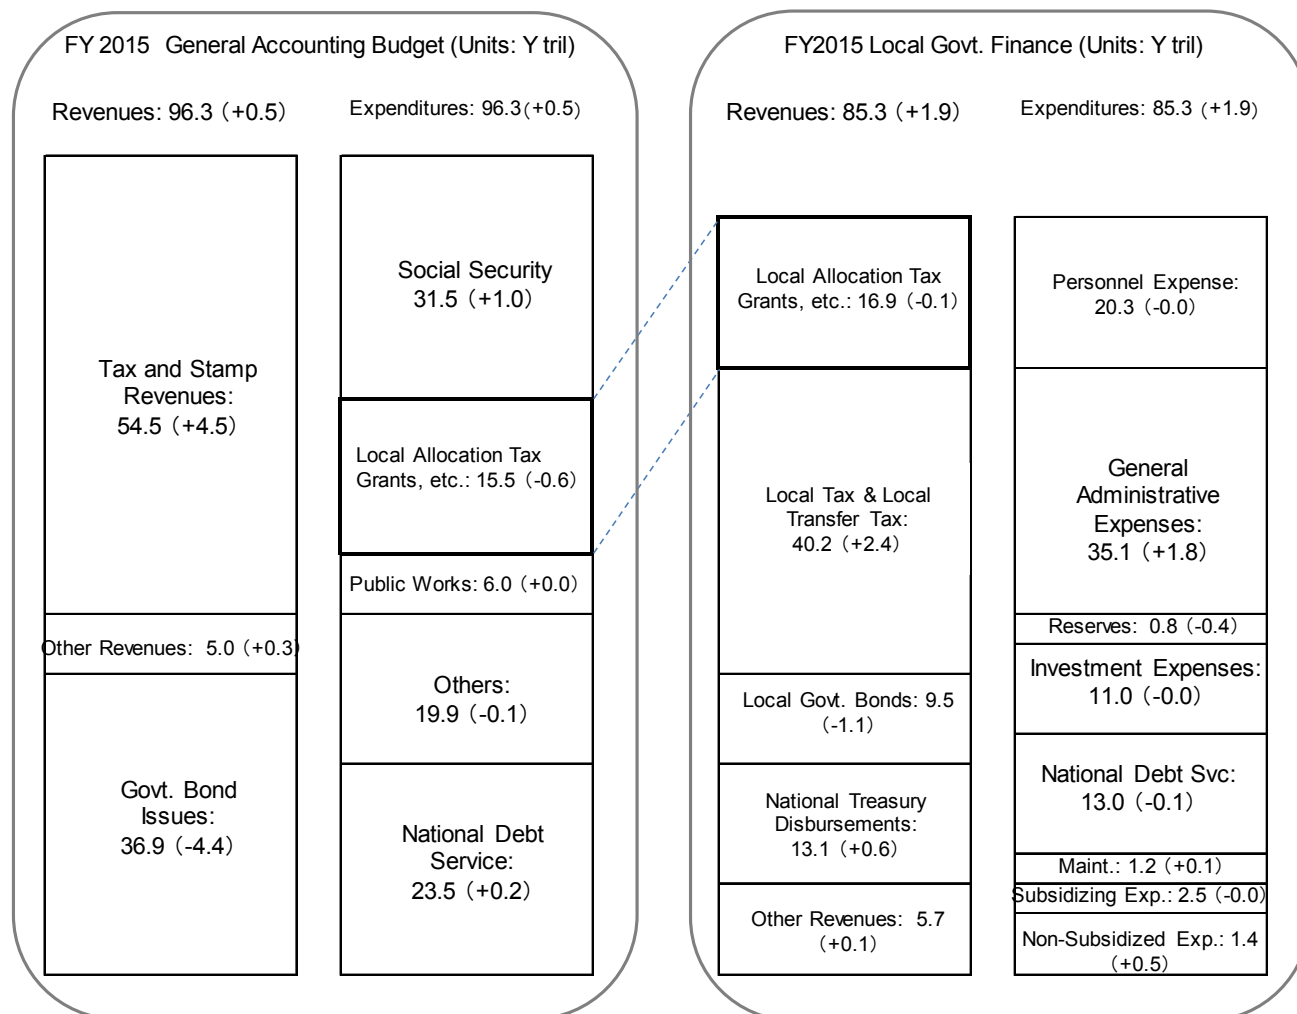 FY 2015 General Accounting Budget (Units: Y tril)
Revenues: 96.3 (+0.5)
Expenditures: 96.3(+0.5)
Tax and Stamp
Revenues:
54.5 (+4.5)
Other Revenues: 5.0 (+0.3)
Govt. Bond
Issues:
36.9 (-4.4)
Social Security
31.5 (+1.0)
Local Allocation Tax
Grants, etc.: 15.5 (-0.6)
Public Works: 6.0 (+0.0)
Others:
19.9 (-0.1)
National Debt
Service:
23.5 (+0.2)
FY2015 Local Govt. Finance (Units: Y tril)
Revenues: 85.3 (+1.9)
Expenditures: 85.3 (+1.9)
Local Allocation Tax
Grants, etc.: 16.9 (-0.1)
Local Tax & Local
Transfer Tax:
40.2 (+2.4)
Local Govt. Bonds: 9.5
(-1.1)
National Treasury
Disbursements:
13.1 (+0.6)
Other Revenues: 5.7
(+0.1)
Personnel Expense:
20.3 (-0.0)
General
Administrative
Expenses:
35.1 (+1.8)
Reserves: 0.8 (-0.4)
Investment Expenses:
11.0 (-0.0)
National Debt Svc:
13.0 (-0.1)
Maint.: 1.2 (+0.1)
Subsidizing Exp.: 2.5 (-0.0)
Non-Subsidized Exp.: 1.4
(+0.5)